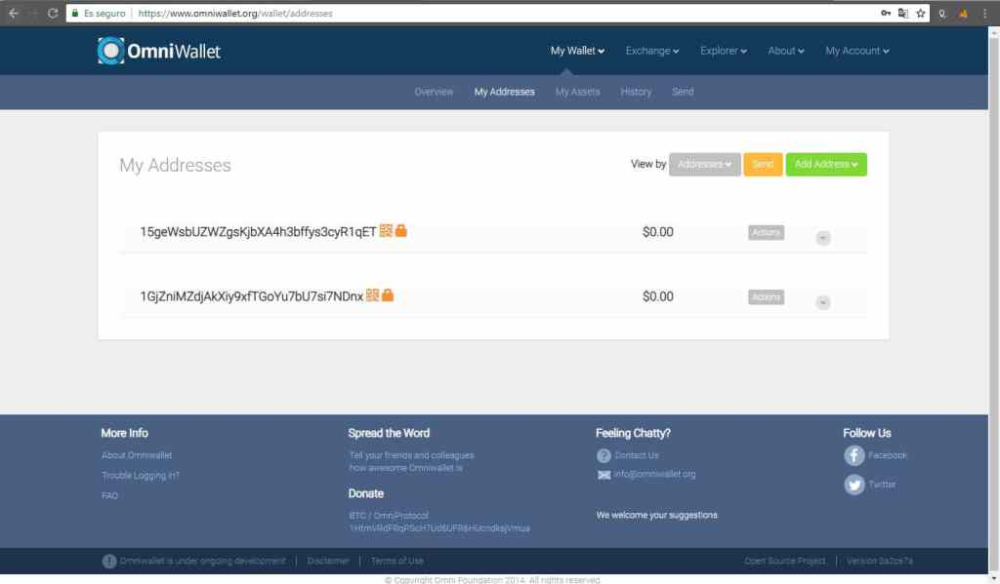 Es seguro https://www.omniwallet.org/wallet/addresses
OmniWallet My Wallet Exchange Explorer About My Account
Overview My Addresses My Assets History Send
My Addresses View by Addresses Send Add Address
15geWsbUZWZgsKjbXA4h3bffys3cyR1qET $0.00 Actions
1GjZniMZdjAkXiy9xfTGoYu7bU7si7NDnx $0.00 Actions
More Info
About Omniwallet
Trouble Logging In?
FAQ
Spread the Word
Tell your friends and colleagues
how awesome Omniwallet is
Donate
BTC / OmniProtocol
Feeling Chatty?
Contact Us
info@omniwallet.org
We welcome your suggestions
Follow Us
Facebook
Twitter
Omniwallet is under ongoing development Disclaimer Terms of Use Open Source Project Version 0a2ce7a
© Copyright Omni Foundation 2014. All rights reserved.